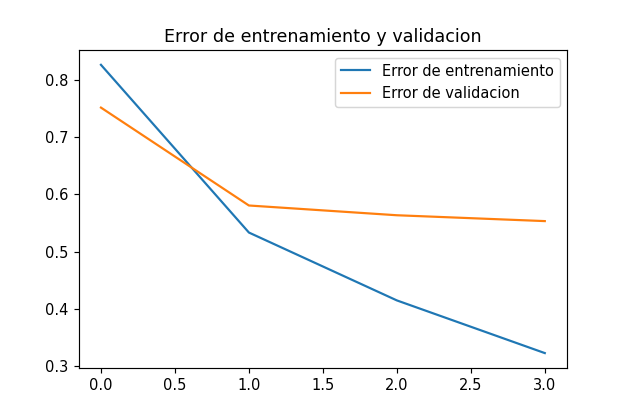 Error de entrenamiento y validacion
Error de entrenamiento
Error de validacion
0.8
0.7
0.6
0.5
0.4
0.3
0.0 0.5 1.0 1.5 2.0 2.5 3.0